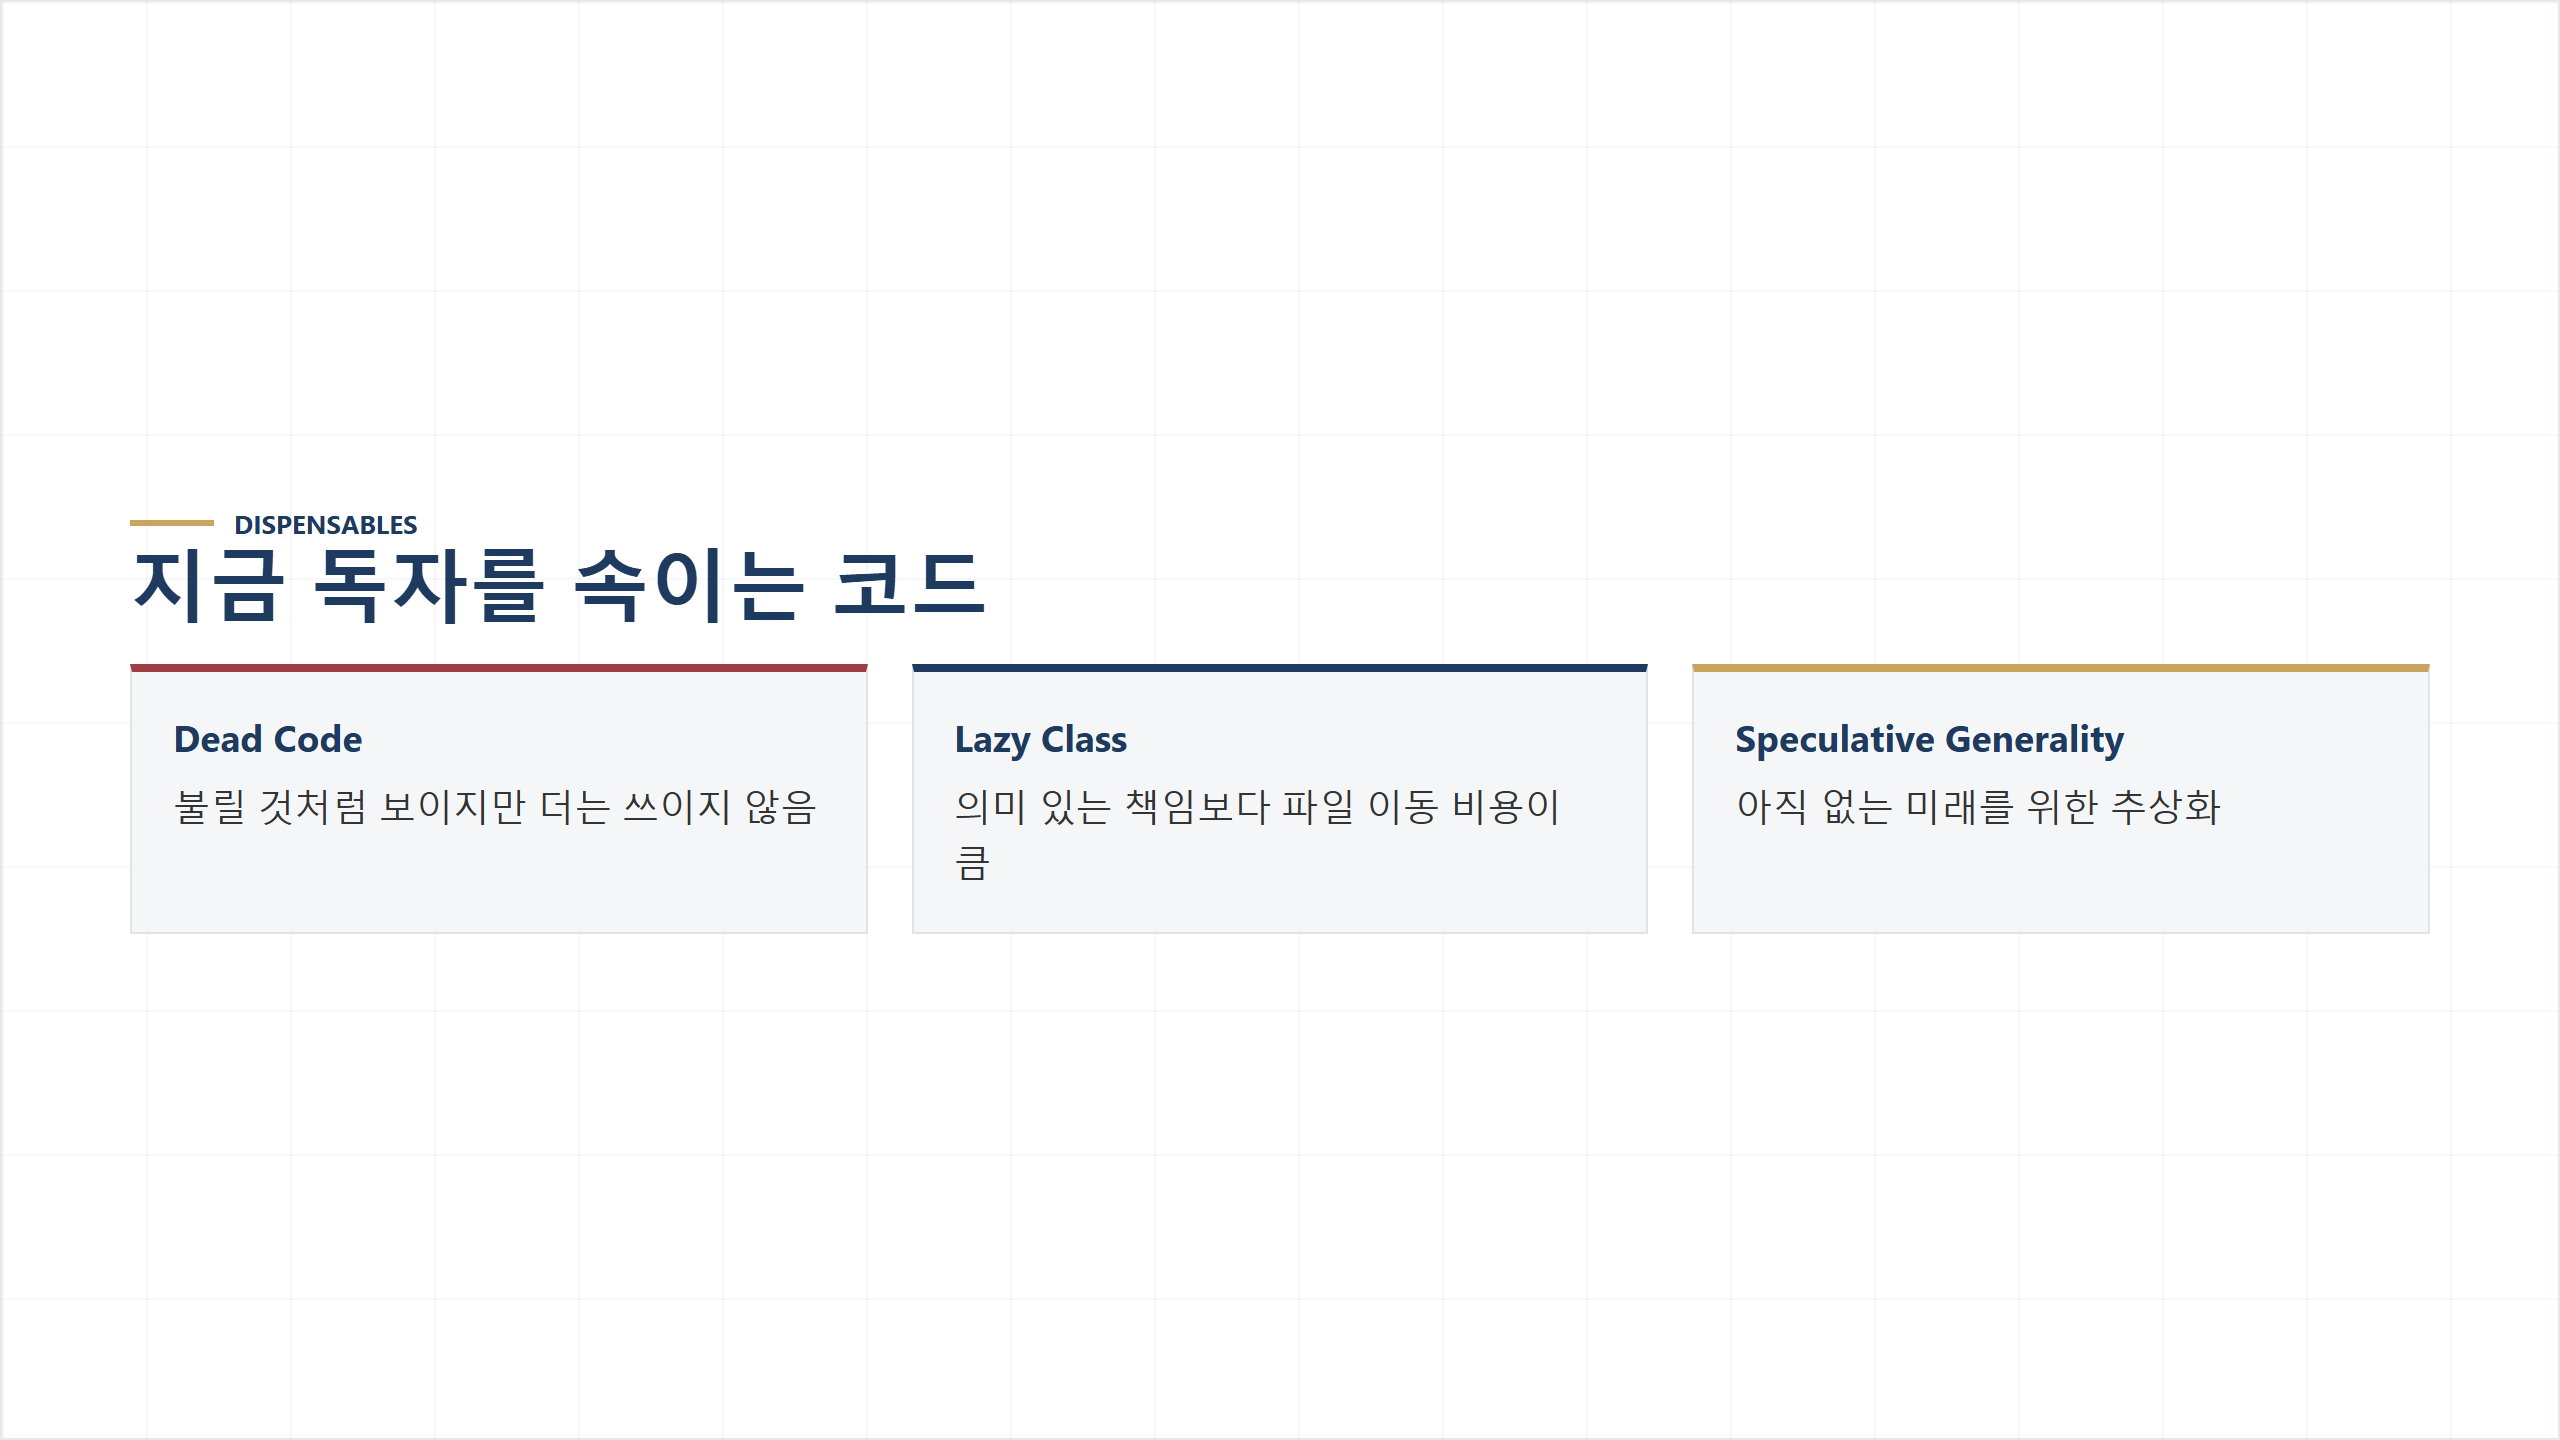 DISPENSABLES
지금 독자를 속이는 코드
Dead Code
불릴 것처럼 보이지만 더는 쓰이지 않음
Lazy Class
의미 있는 책임보다 파일 이동 비용이
큼
Speculative Generality
아직 없는 미래를 위한 추상화